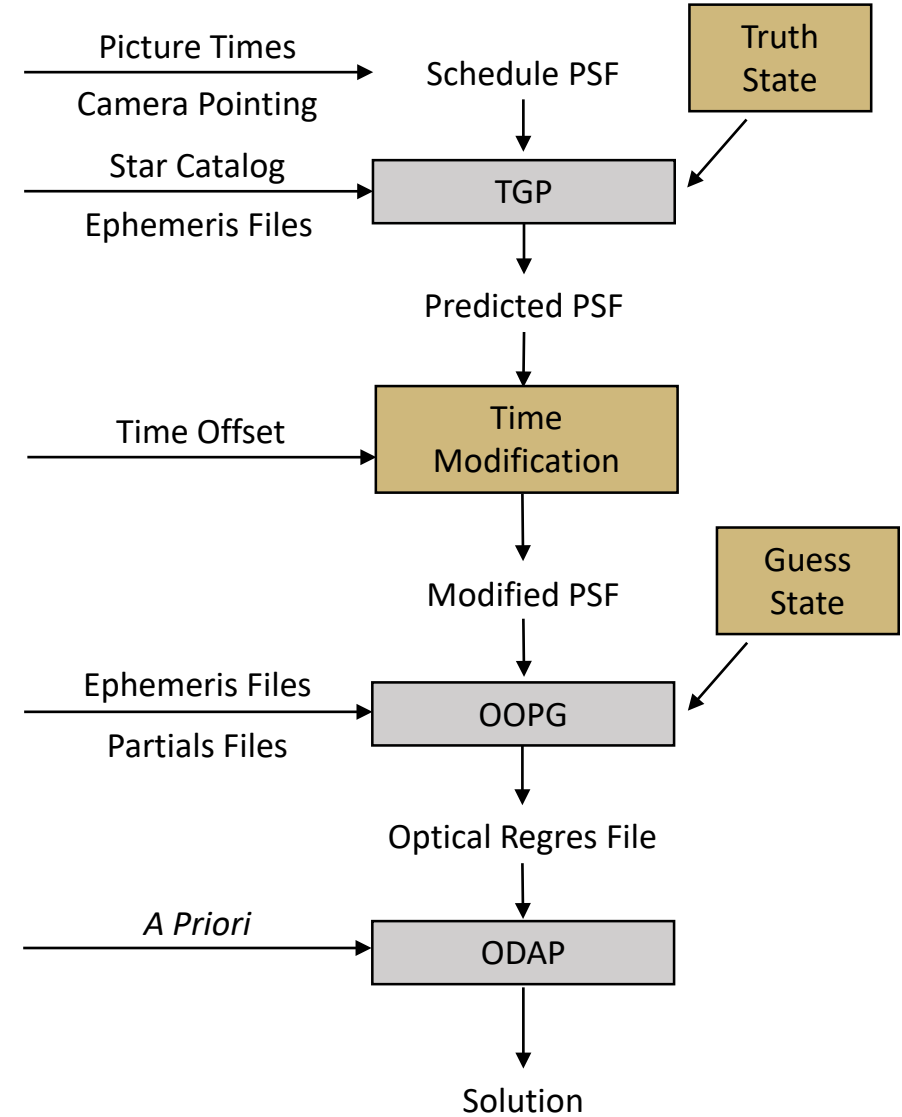 Picture Times
Camera Pointing
Schedule PSF
Truth
State
Star Catalog
Ephemeris Files
TGP
Predicted PSF
Time Offset
Time
Modification
Modified PSF
Guess
State
Ephemeris Files
Partials Files
OOPG
Optical Regres File
A Priori
ODAP
Solution